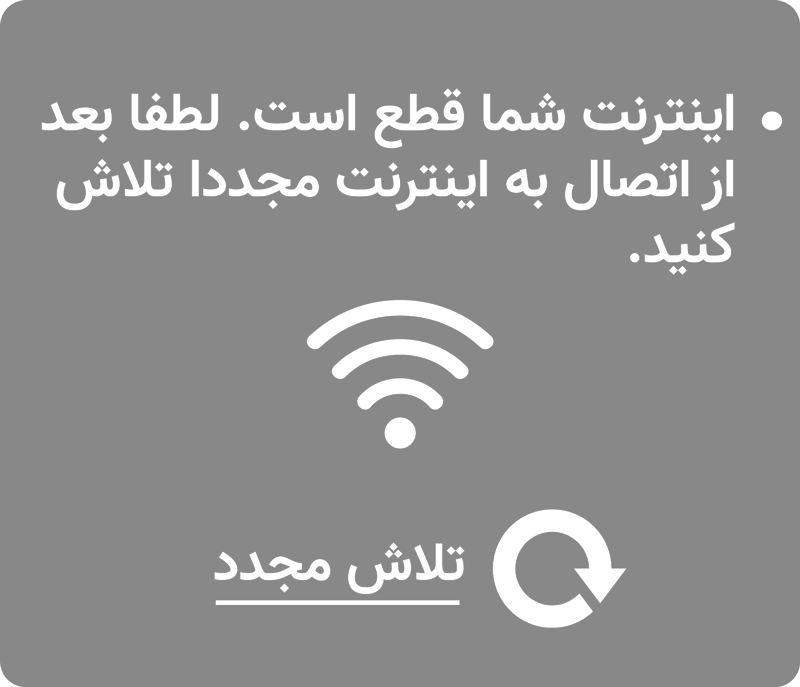 • اینترنت شما قطع است. لطفا بعد
از اتصال به اینترنت مجددا تلاش
کنید.
تلاش مجدد